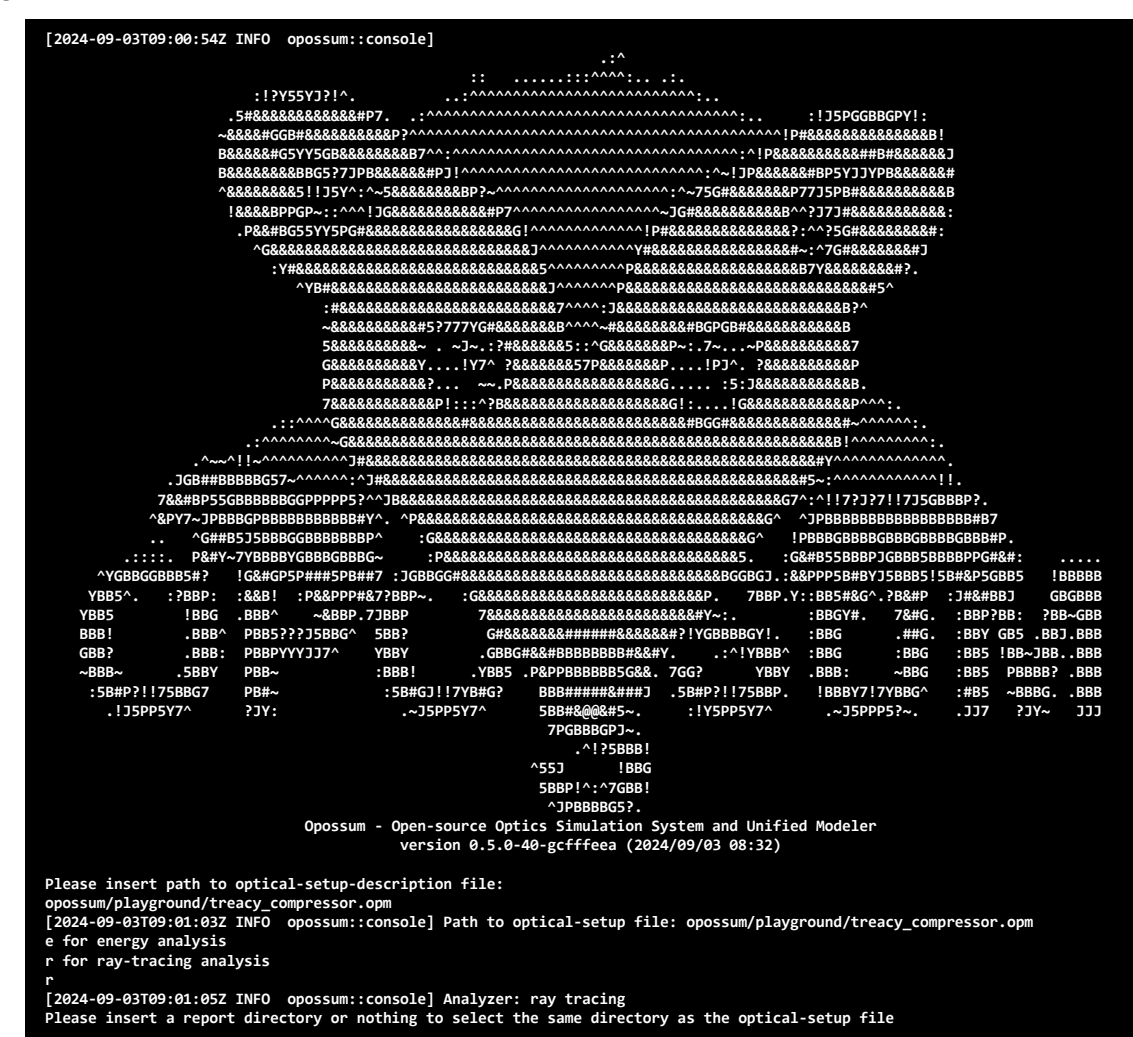 [2024-09-03T09:00:54Z INFO  opossum::console]
Opossum - Open-source Optics Simulation System and Unified Modeler
version 0.5.0-40-gcfffeea (2024/09/03 08:32)
Please insert path to optical-setup-description file:
opossum/playground/treacy_compressor.opm
[2024-09-03T09:01:03Z INFO  opossum::console] Path to optical-setup file: opossum/playground/treacy_compressor.opm
e for energy analysis
r for ray-tracing analysis
r
[2024-09-03T09:01:05Z INFO  opossum::console] Analyzer: ray tracing
Please insert a report directory or nothing to select the same directory as the optical-setup file